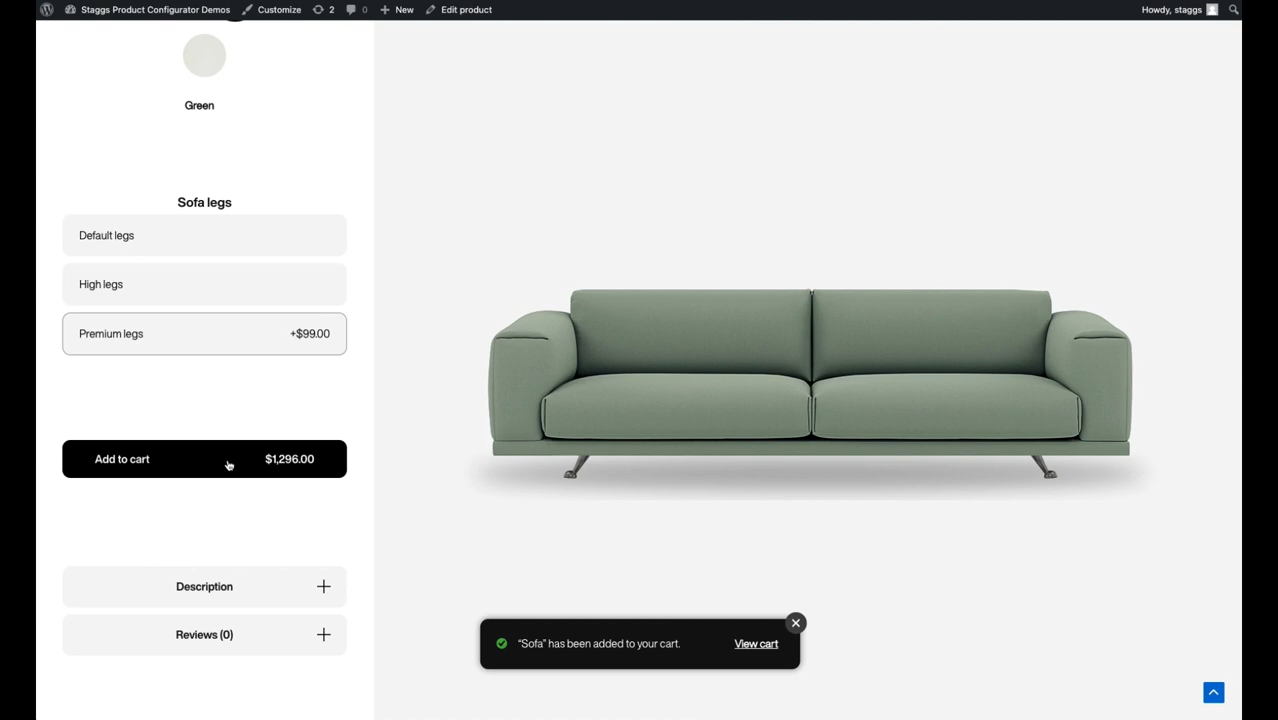 Staggs Product Configurator Demos Customize 2 0 New Edit product Howdy, staggs
Green
Sofa legs
Default legs
High legs
Premium legs +$99.00
Add to cart $1,296.00
Description
Reviews (0)
“Sofa” has been added to your cart. View cart